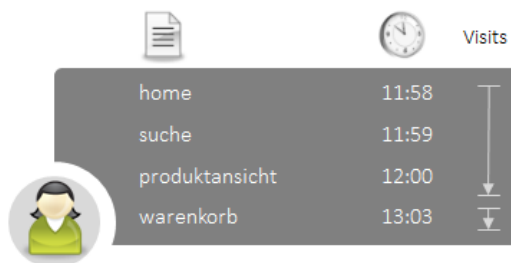 Visits
home 11:58
suche 11:59
produktansicht 12:00
warenkorb 13:03